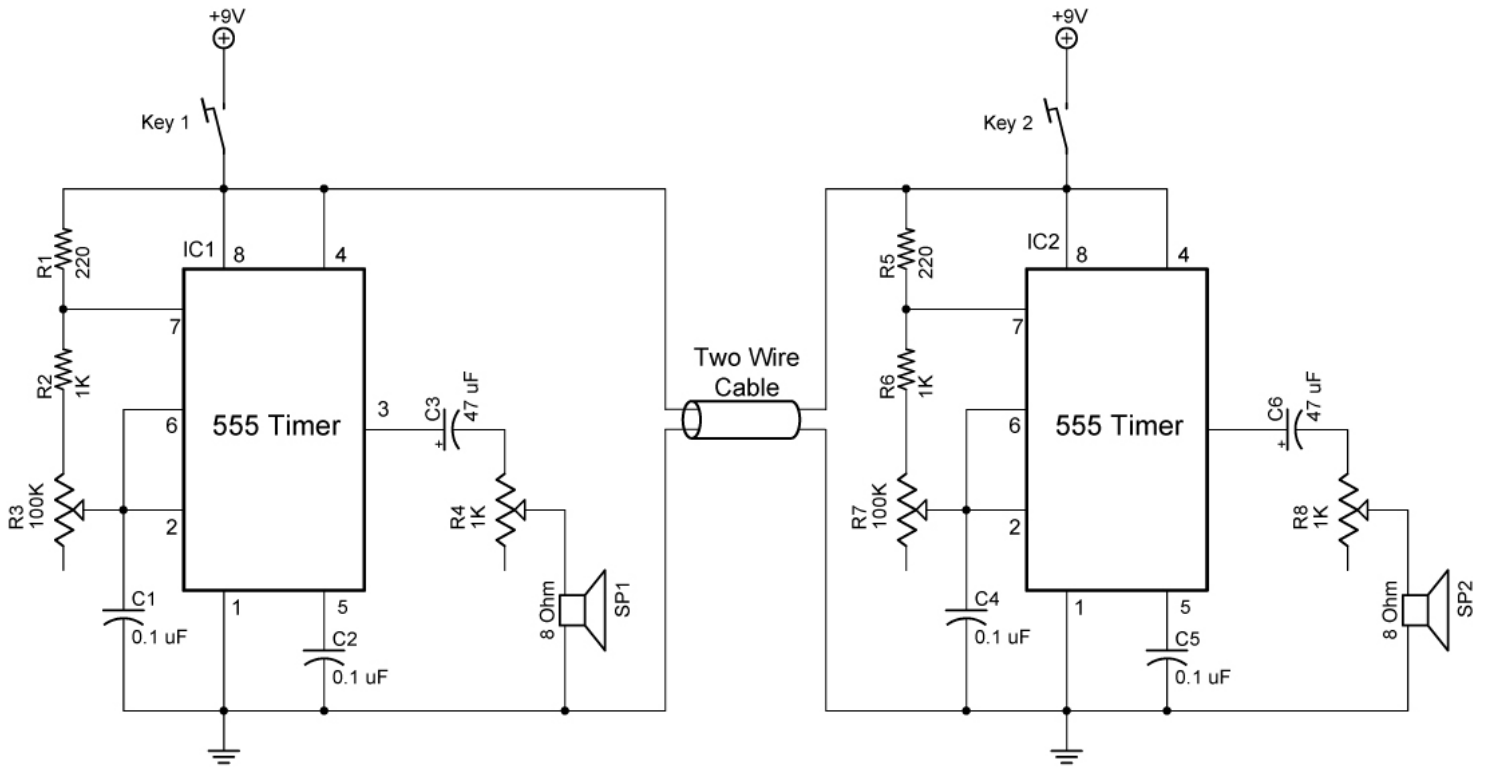 +9V
Key 1
R1
220
IC1
8
4
7
R2
1K
6
555 Timer
3
C3
47 uF
+
R3
100K
2
R4
1K
C1
0.1 uF
1
5
C2
0.1 uF
8 Ohm
SP1
Two Wire
Cable
+9V
Key 2
R5
220
IC2
8
4
7
R6
1K
6
555 Timer
C6
47 uF
+
R7
100K
2
R8
1K
C4
0.1 uF
1
5
C5
0.1 uF
8 Ohm
SP2